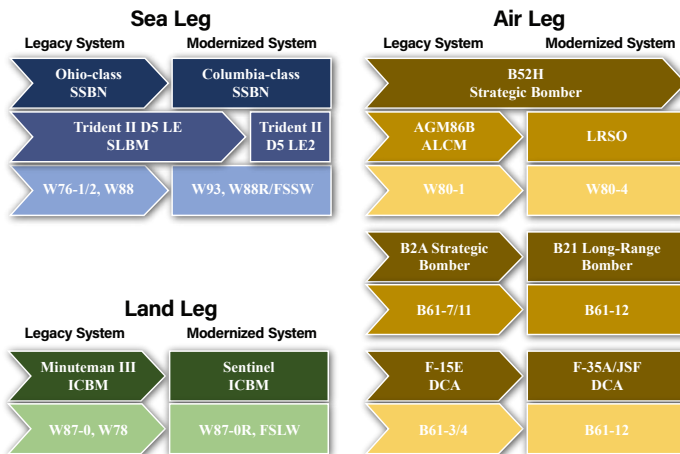 Sea Leg
Legacy System
Modernized System
Ohio-class
SSBN
Columbia-class
SSBN
Trident II D5 LE
SLBM
Trident II
D5 LE2
W76-1/2, W88
W93, W88R/FSSW
Land Leg
Legacy System
Modernized System
Minuteman III
ICBM
Sentinel
ICBM
W87-0, W78
W87-0R, FSLW
Air Leg
Legacy System
Modernized System
B52H
Strategic Bomber
AGM86B
ALCM
LRSO
W80-1
W80-4
B2A Strategic
Bomber
B21 Long-Range
Bomber
B61-7/11
B61-12
F-15E
DCA
F-35A/JSF
DCA
B61-3/4
B61-12